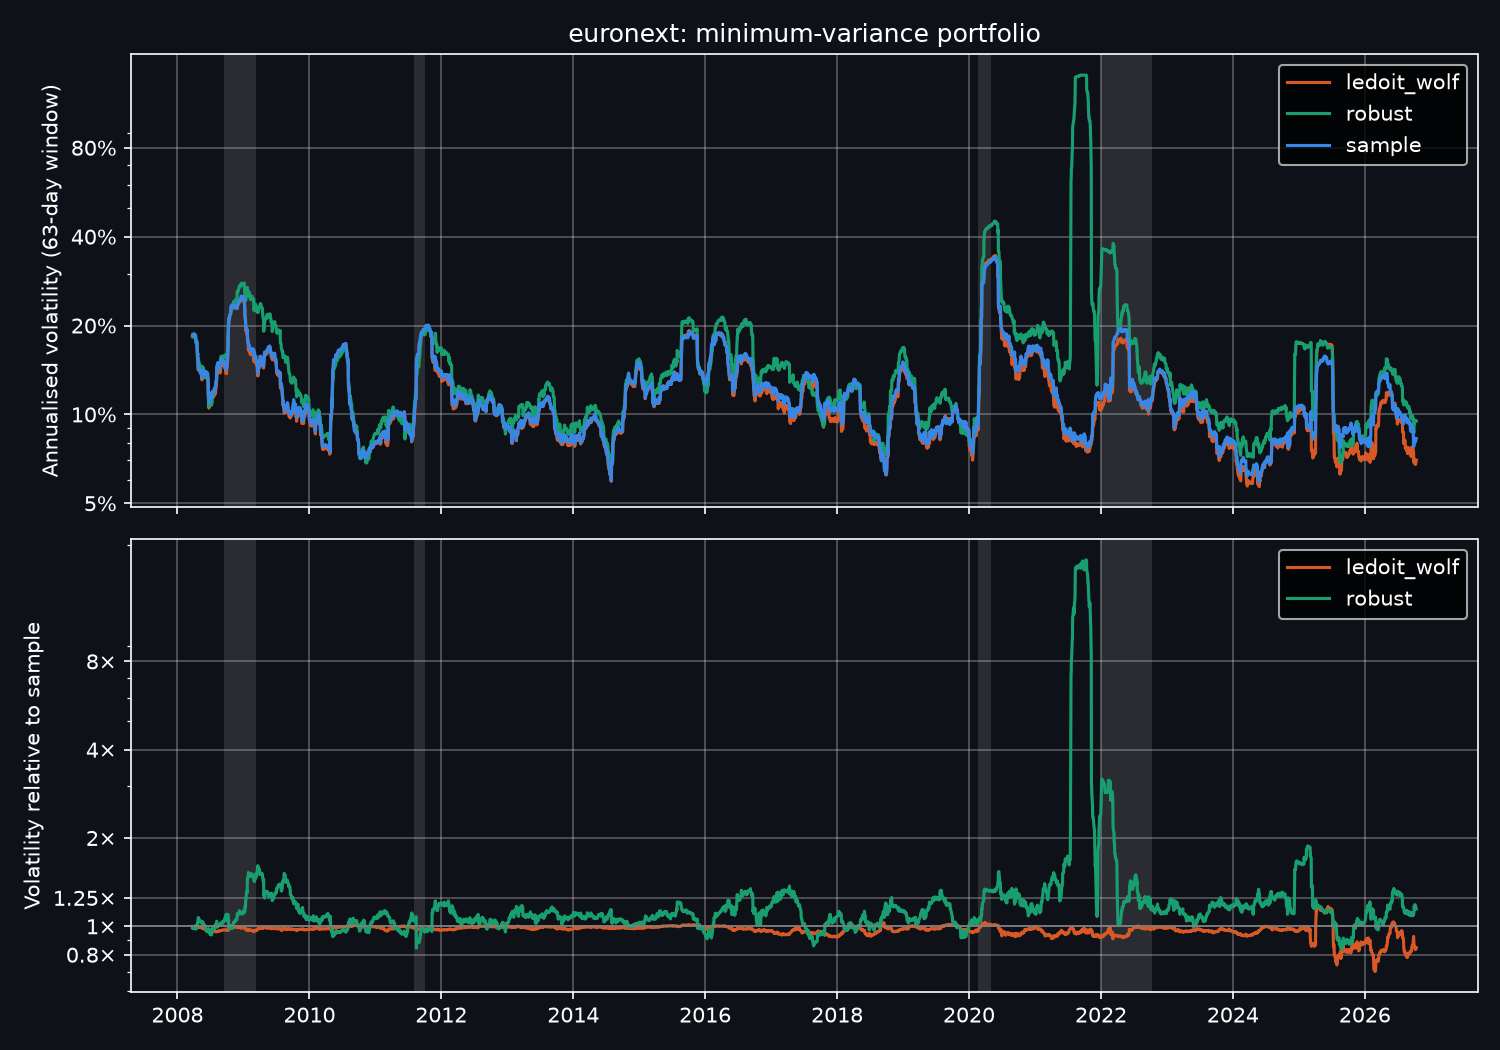 euronext: minimum-variance portfolio
Annualised volatility (63-day window)
80%
40%
20%
10%
5%
ledoit_wolf
robust
sample
Volatility relative to sample
8×
4×
2×
1.25×
1×
0.8×
ledoit_wolf
robust
2008 2010 2012 2014 2016 2018 2020 2022 2024 2026